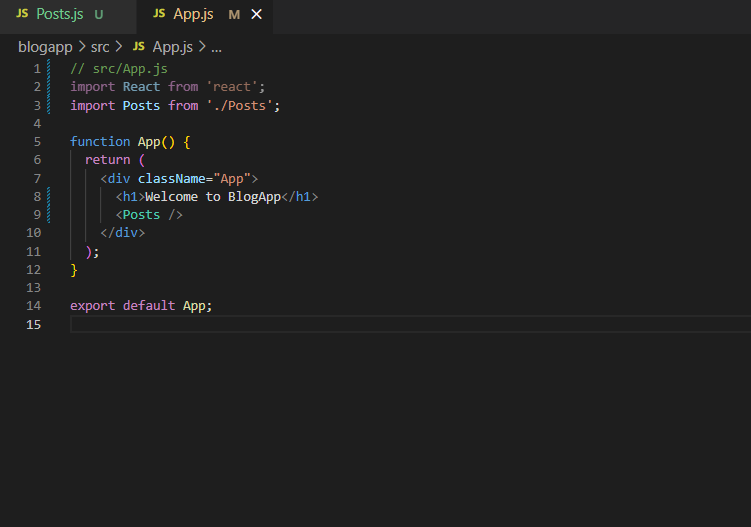 JS Posts.js U JS App.js M
blogapp > src > JS App.js > ...
1 // src/App.js
2 import React from 'react';
3 import Posts from './Posts';
4
5 function App() {
6 return (
7 <div className="App">
8 <h1>Welcome to BlogApp</h1>
9 <Posts />
10 </div>
11 );
12 }
13
14 export default App;
15